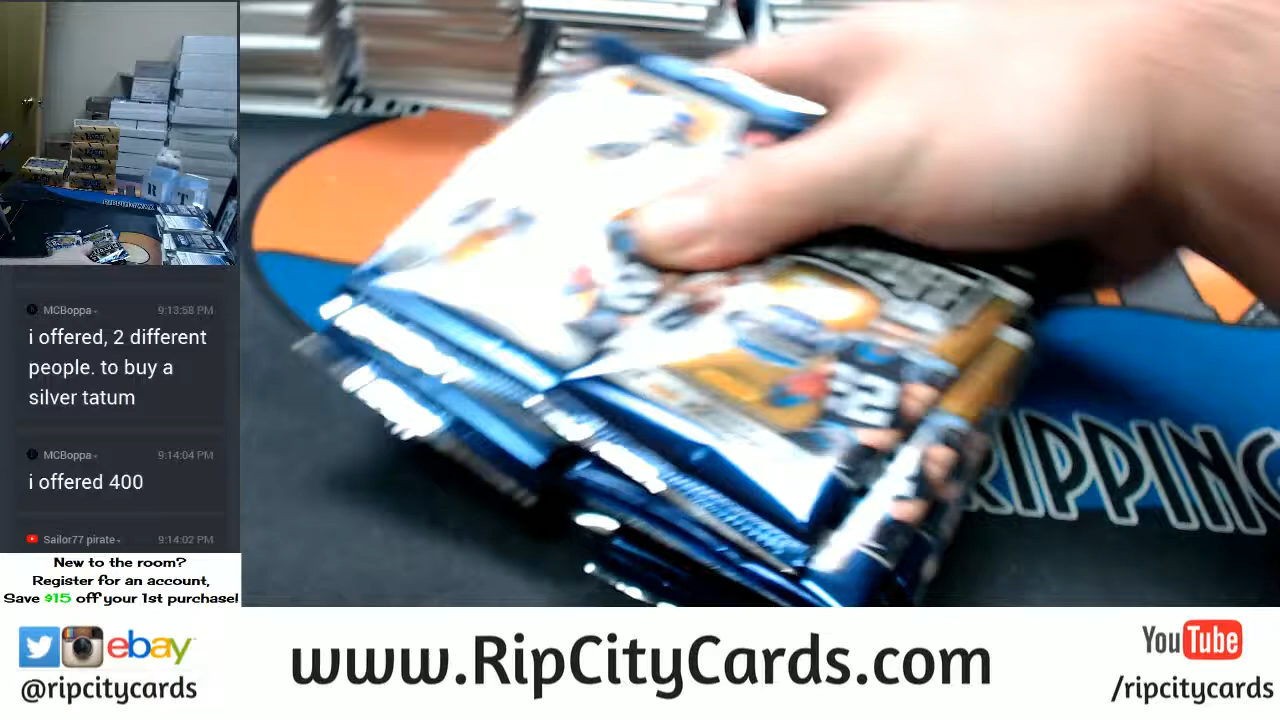 MCBoppa 9:13:58 PM
i offered, 2 different
people. to buy a
silver tatum
MCBoppa 9:14:04 PM
i offered 400
Sailor77 pirate 9:14:02 PM
New to the room?
Register for an account,
Save $15 off your 1st purchase!
RIPPING
32
ebay
@ripcitycards
www.RipCityCards.com
YouTube
/ripcitycards